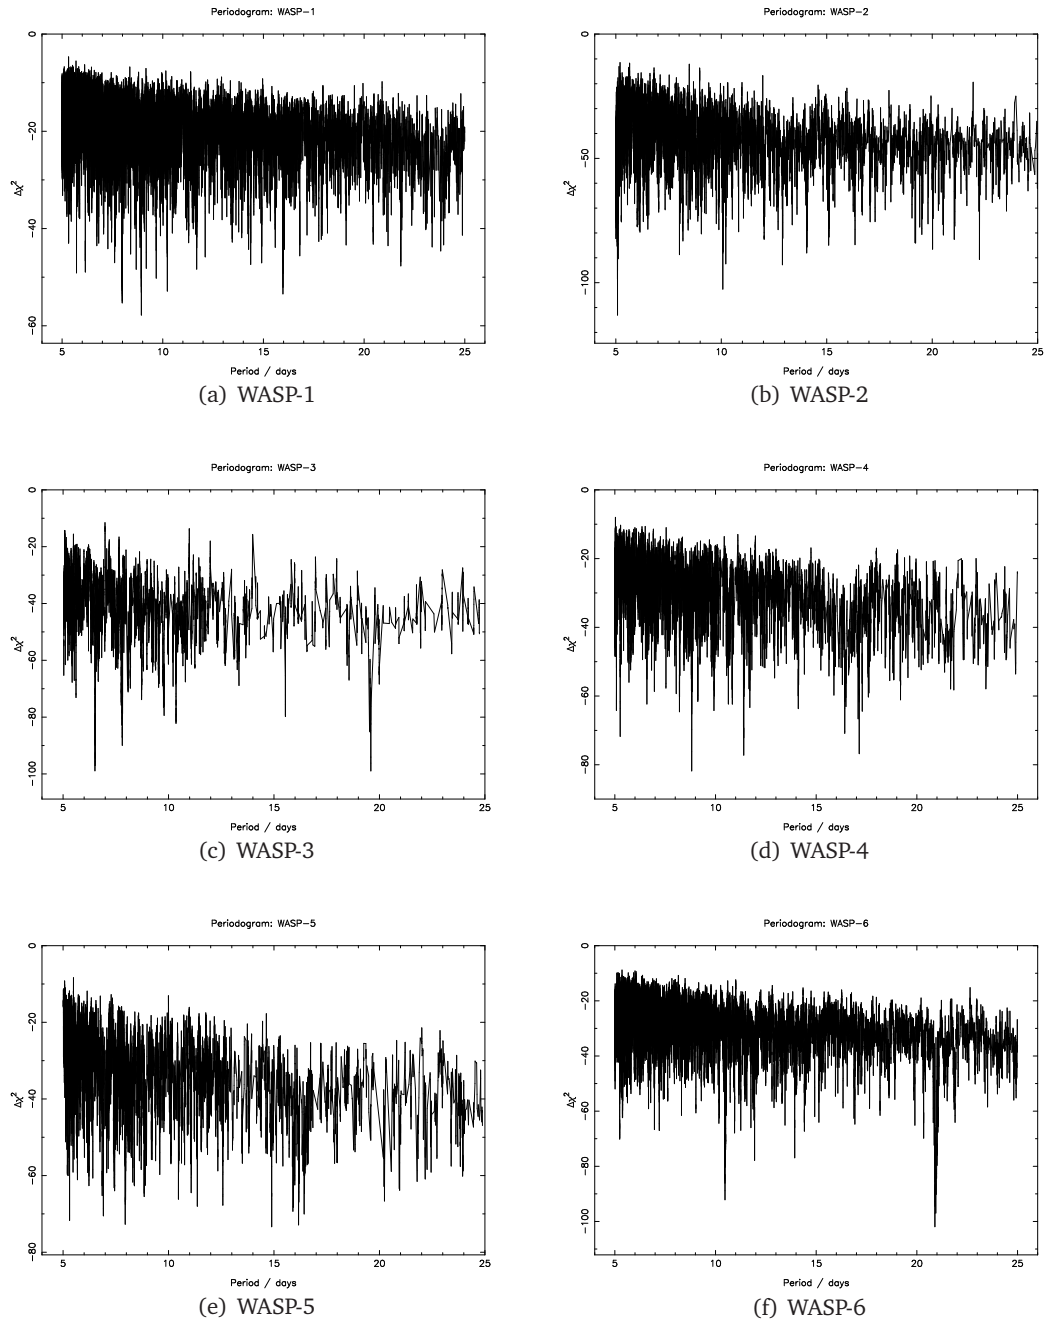 Periodogram: WASP-1
0
-20
-40
-60
Δχ²
5 10 15 20 25
Period / days
(a) WASP-1
Periodogram: WASP-2
0
-50
-100
Δχ²
5 10 15 20 25
Period / days
(b) WASP-2
Periodogram: WASP-3
0
-20
-40
-60
-80
-100
Δχ²
5 10 15 20 25
Period / days
(c) WASP-3
Periodogram: WASP-4
0
-20
-40
-60
-80
Δχ²
5 10 15 20 25
Period / days
(d) WASP-4
Periodogram: WASP-5
0
-20
-40
-60
-80
Δχ²
5 10 15 20 25
Period / days
(e) WASP-5
Periodogram: WASP-6
0
-20
-40
-60
-80
-100
Δχ²
5 10 15 20 25
Period / days
(f) WASP-6